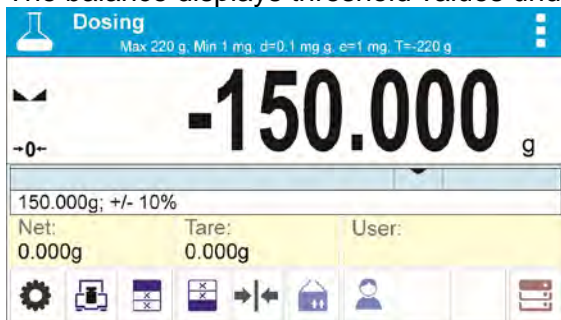 The balance displays threshold values and
Dosing
Max 220 g, Min 1 mg, d=0.1 mg g, e=1 mg, T=-220 g
-150.000 g
→0←
150.000g; +/- 10%
Net: Tare: User:
0.000g 0.000g